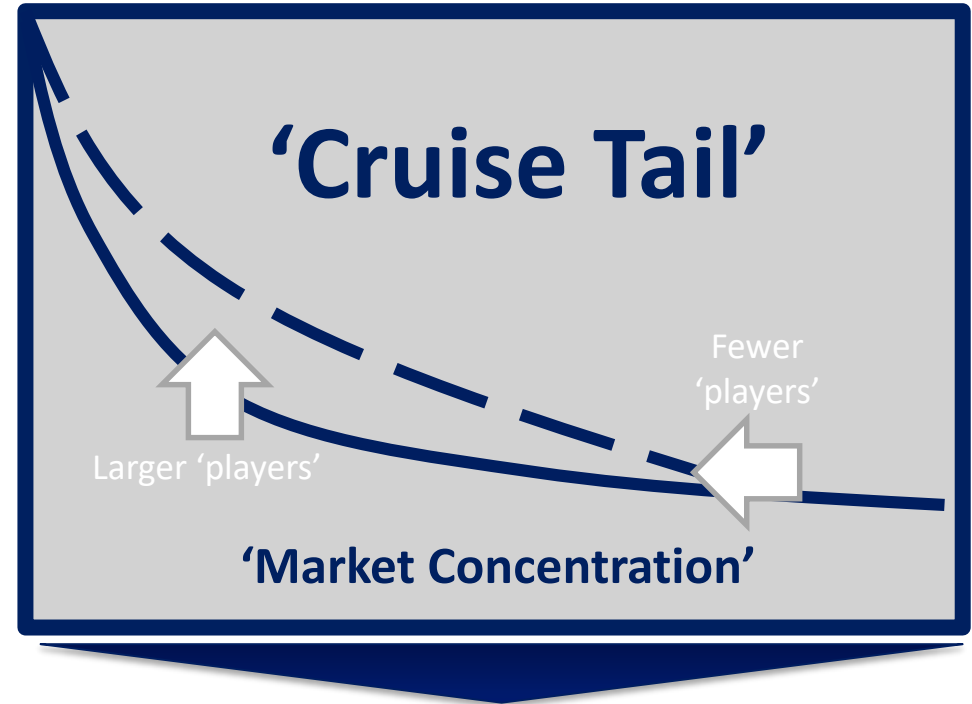 ‘Cruise Tail’
Fewer
‘players’
Larger ‘players’
‘Market Concentration’